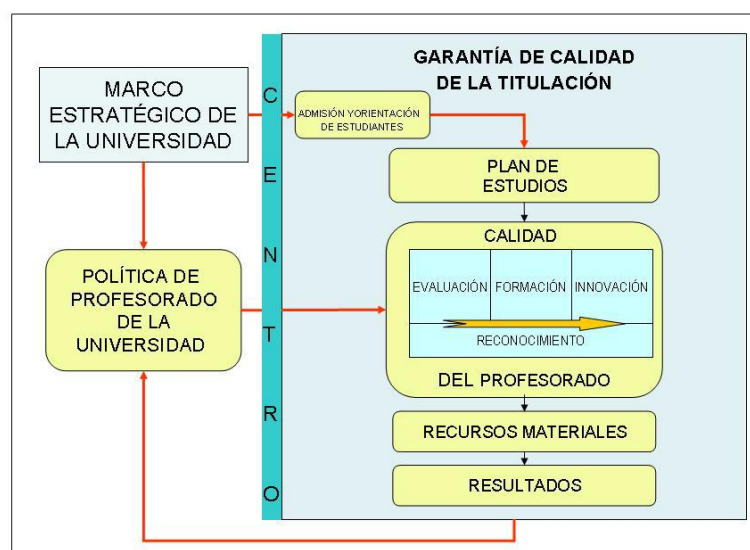 GARANTÍA DE CALIDAD
DE LA TITULACIÓN
MARCO
ESTRATÉGICO DE
LA UNIVERSIDAD
C
E
N
T
R
O
ADMISIÓN YORIENTACIÓN
DE ESTUDIANTES
PLAN DE
ESTUDIOS
POLÍTICA DE
PROFESORADO
DE LA
UNIVERSIDAD
CALIDAD
EVALUACIÓN
FORMACIÓN
INNOVACIÓN
RECONOCIMIENTO
DEL PROFESORADO
RECURSOS MATERIALES
RESULTADOS